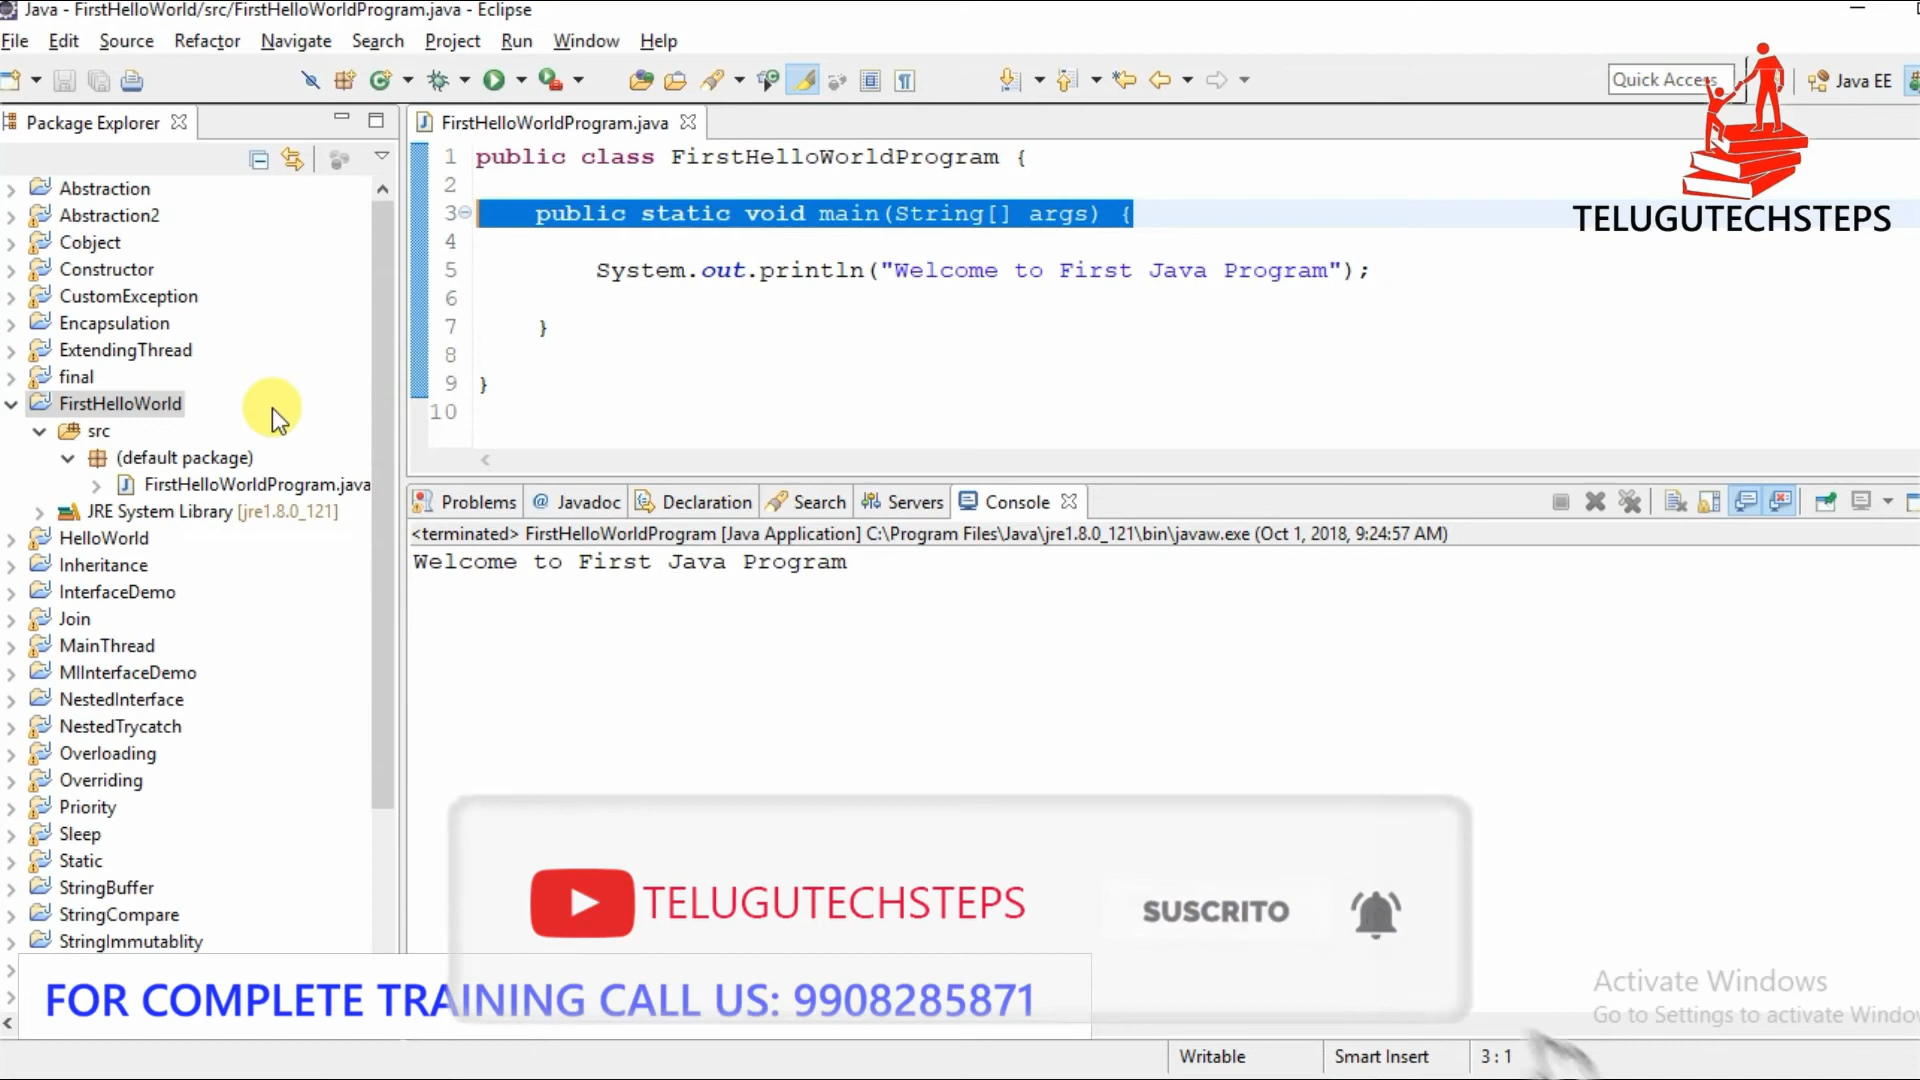 Java - FirstHelloWorld/src/FirstHelloWorldProgram.java - Eclipse
File Edit Source Refactor Navigate Search Project Run Window Help
Quick Access
Java EE
TELUGUTECHSTEPS
Package Explorer
Abstraction
Abstraction2
Cobject
Constructor
CustomException
Encapsulation
ExtendingThread
final
FirstHelloWorld
src
(default package)
FirstHelloWorldProgram.java
JRE System Library [jre1.8.0_121]
HelloWorld
Inheritance
InterfaceDemo
Join
MainThread
MIInterfaceDemo
NestedInterface
NestedTrycatch
Overloading
Overriding
Priority
Sleep
Static
StringBuffer
StringCompare
StringImmutablity
FirstHelloWorldProgram.java
1 public class FirstHelloWorldProgram {
2
3 public static void main(String[] args) {
4
5 System.out.println("Welcome to First Java Program");
6
7 }
8
9 }
10
Problems @ Javadoc Declaration Search Servers Console
<terminated> FirstHelloWorldProgram [Java Application] C:\Program Files\Java\jre1.8.0_121\bin\javaw.exe (Oct 1, 2018, 9:24:57 AM)
Welcome to First Java Program
TELUGUTECHSTEPS
SUSCRITO
FOR COMPLETE TRAINING CALL US: 9908285871
Activate Windows
Go to Settings to activate Windo
Writable Smart Insert 3 : 1